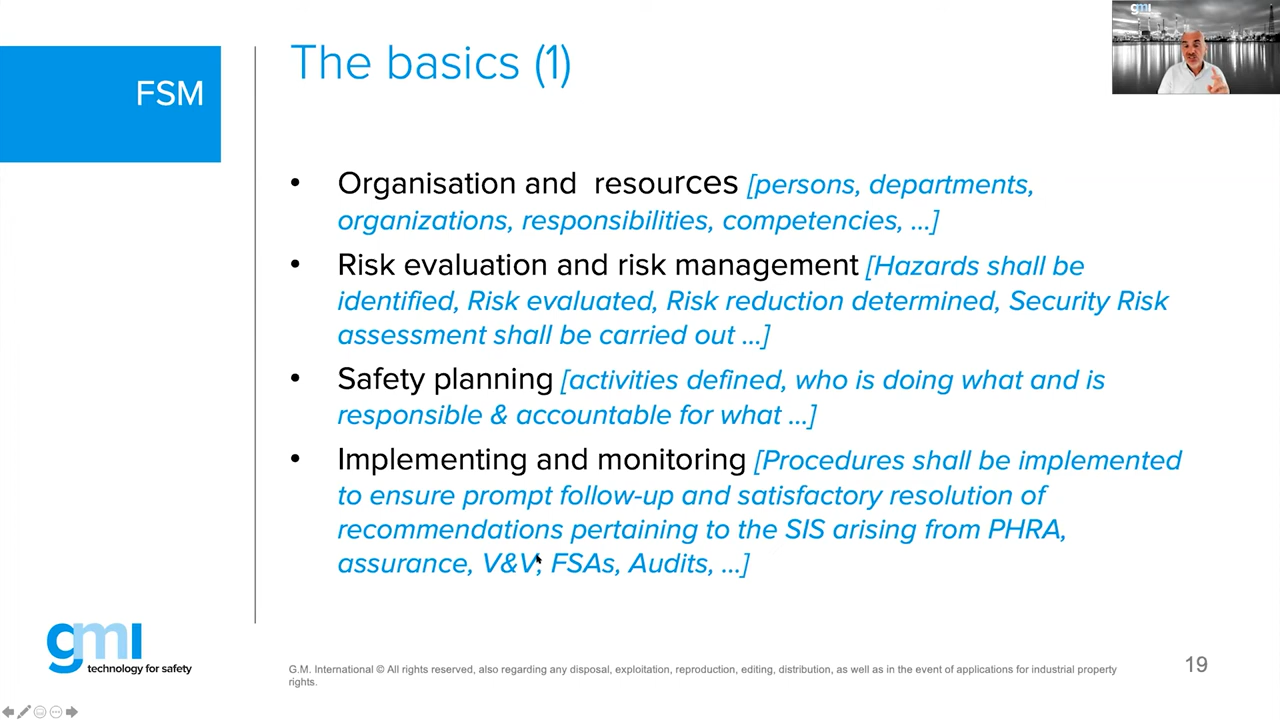 gmi
FSM
The basics (1)
• Organisation and resources [persons, departments,
organizations, responsibilities, competencies, ...]
• Risk evaluation and risk management [Hazards shall be
identified, Risk evaluated, Risk reduction determined, Security Risk
assessment shall be carried out ...]
• Safety planning [activities defined, who is doing what and is
responsible & accountable for what ...]
• Implementing and monitoring [Procedures shall be implemented
to ensure prompt follow-up and satisfactory resolution of
recommendations pertaining to the SIS arising from PHRA,
assurance, V&V, FSAs, Audits, ...]
gmi
technology for safety
G.M. International © All rights reserved, also regarding any disposal, exploitation, reproduction, editing, distribution, as well as in the event of applications for industrial property
rights.
19